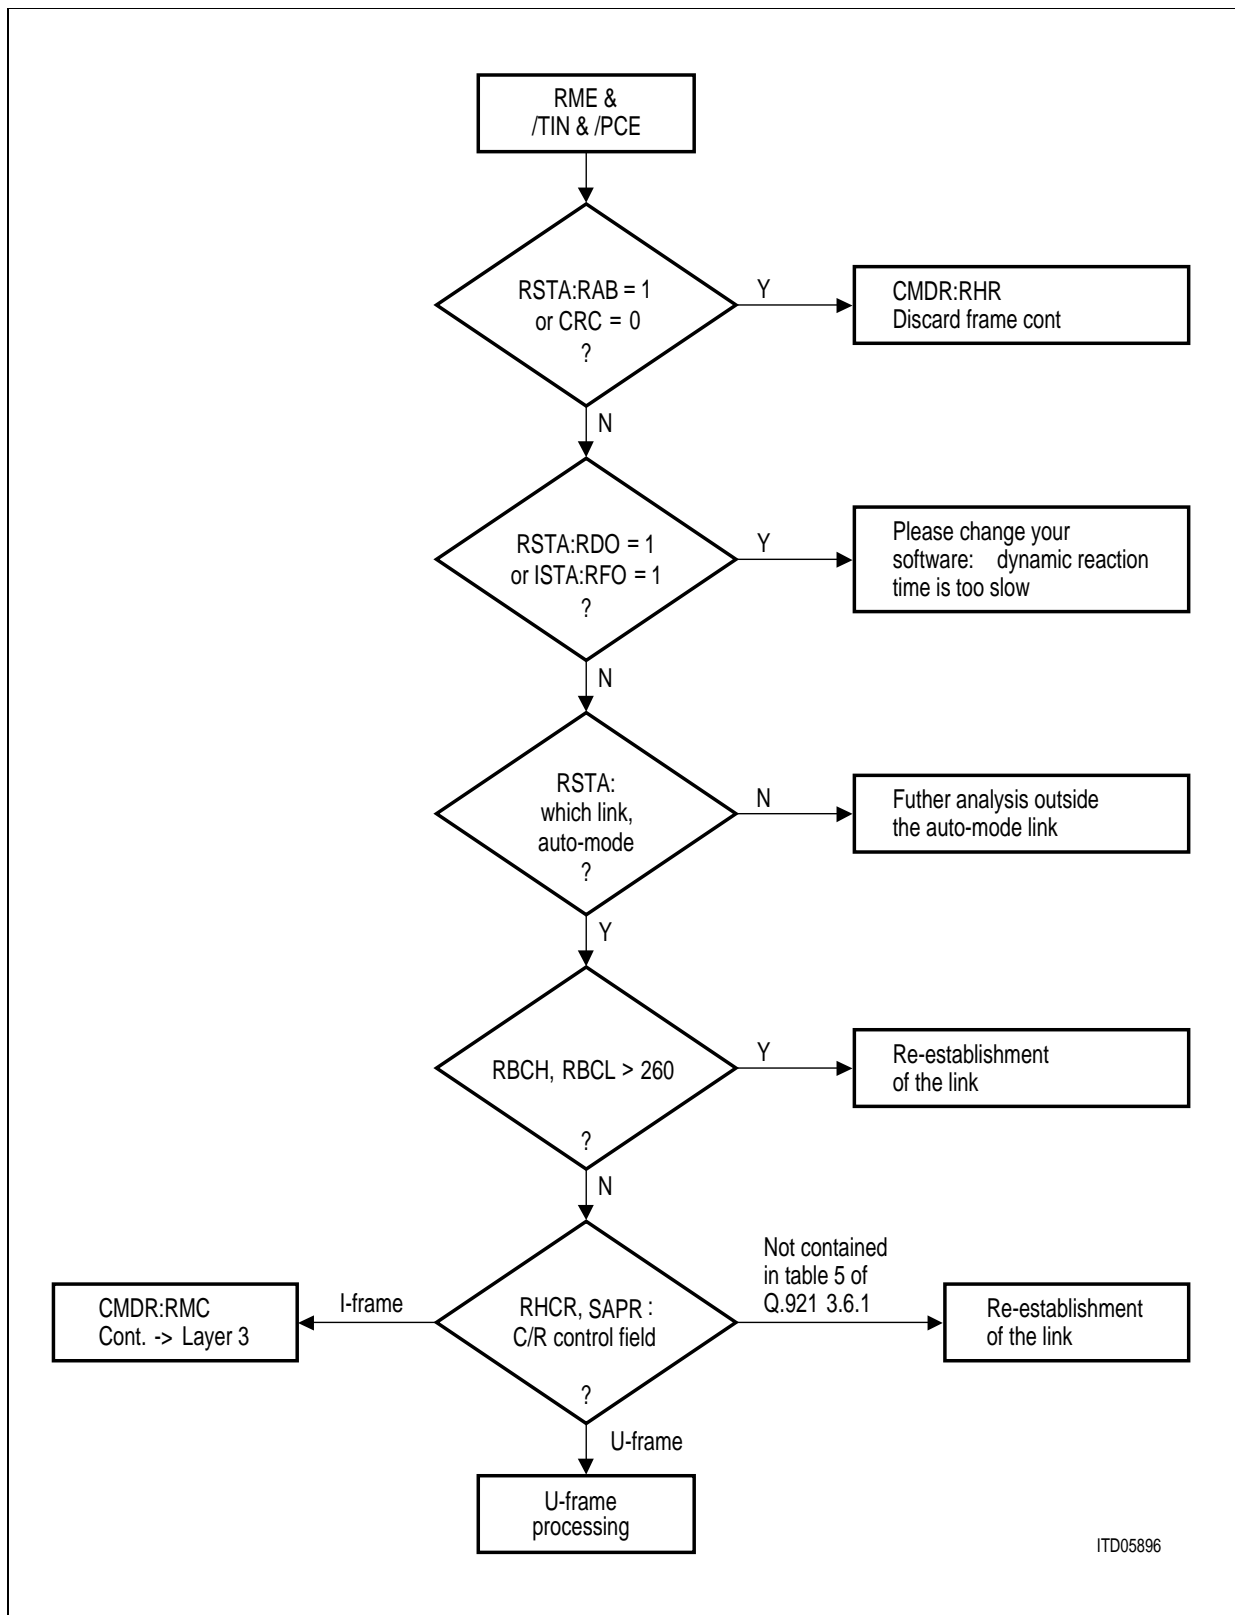 RME &
/TIN & /PCE
RSTA:RAB = 1
or CRC = 0
?
Y
CMDR:RHR
Discard frame cont
N
RSTA:RDO = 1
or ISTA:RFO = 1
?
Y
Please change your
software: dynamic reaction
time is too slow
N
RSTA:
which link,
auto-mode
?
N
Futher analysis outside
the auto-mode link
Y
RBCH, RBCL > 260
?
Y
Re-establishment
of the link
N
RHCR, SAPR :
C/R control field
?
I-frame
CMDR:RMC
Cont. -> Layer 3
Not contained
in table 5 of
Q.921 3.6.1
Re-establishment
of the link
U-frame
U-frame
processing
ITD05896